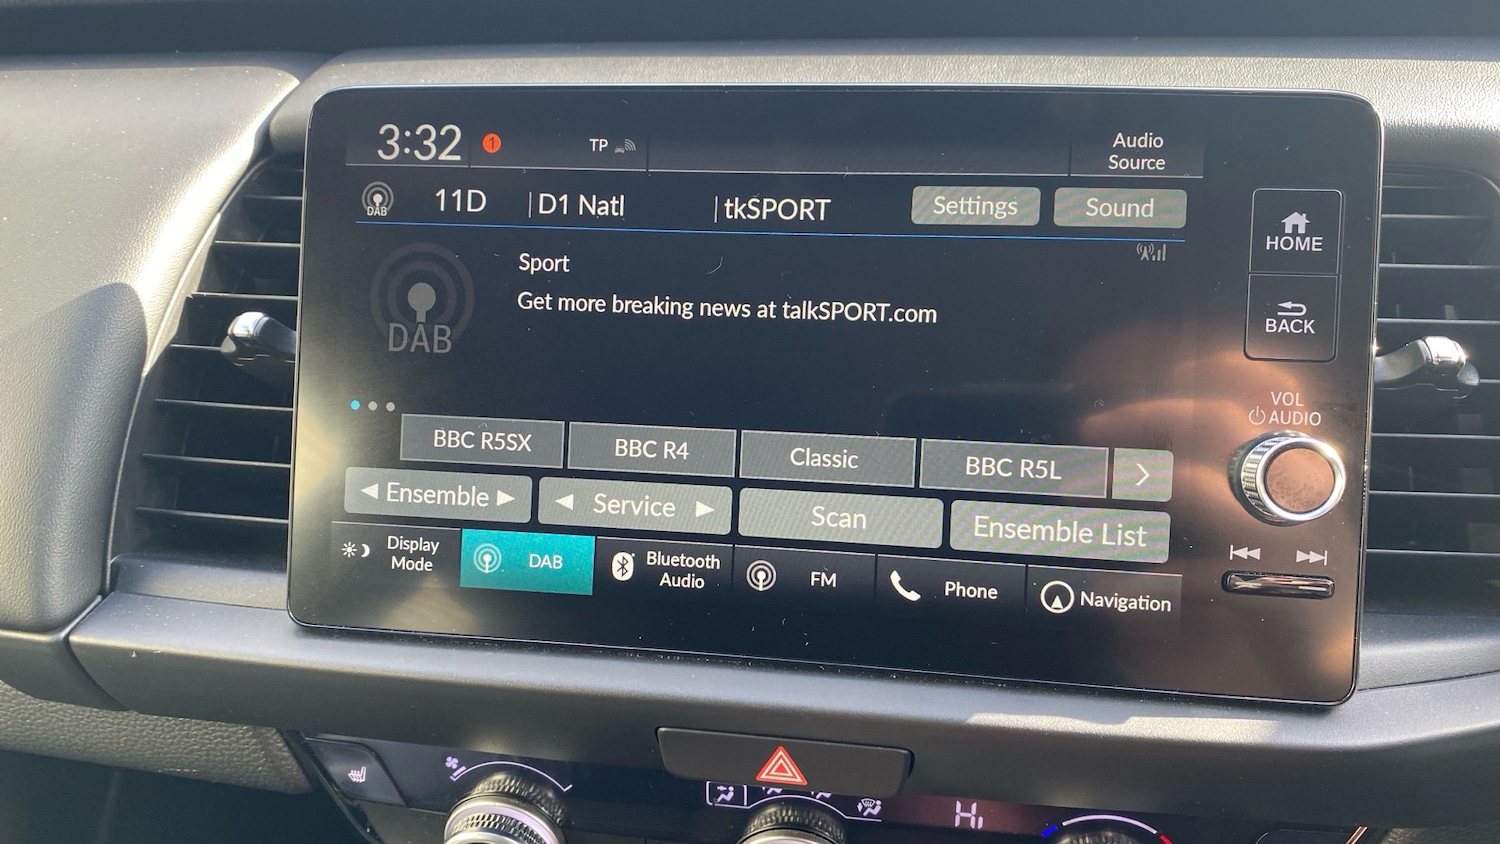 3:32
1
TP
Audio
Source
DAB
11D
D1 Natl
tkSPORT
Settings
Sound
HOME
Sport
DAB
Get more breaking news at talkSPORT.com
BACK
VOL
AUDIO
BBC R5SX
BBC R4
Classic
BBC R5L
Ensemble
Service
Scan
Ensemble List
Display
Mode
DAB
Bluetooth
Audio
FM
Phone
Navigation
Hi